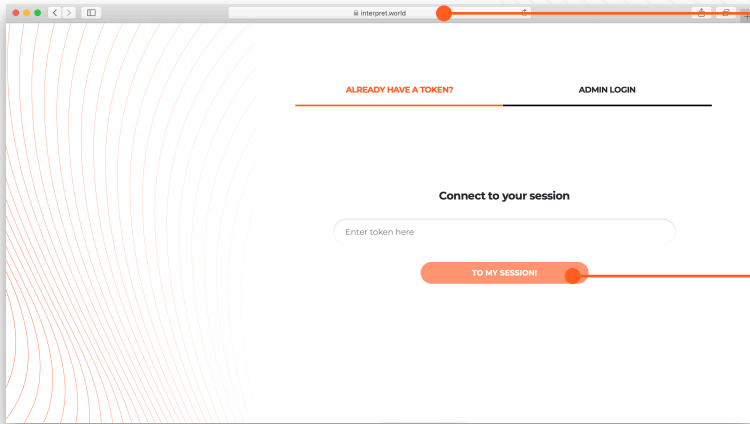 interpret.world
ALREADY HAVE A TOKEN?
ADMIN LOGIN
Connect to your session
Enter token here
TO MY SESSION!